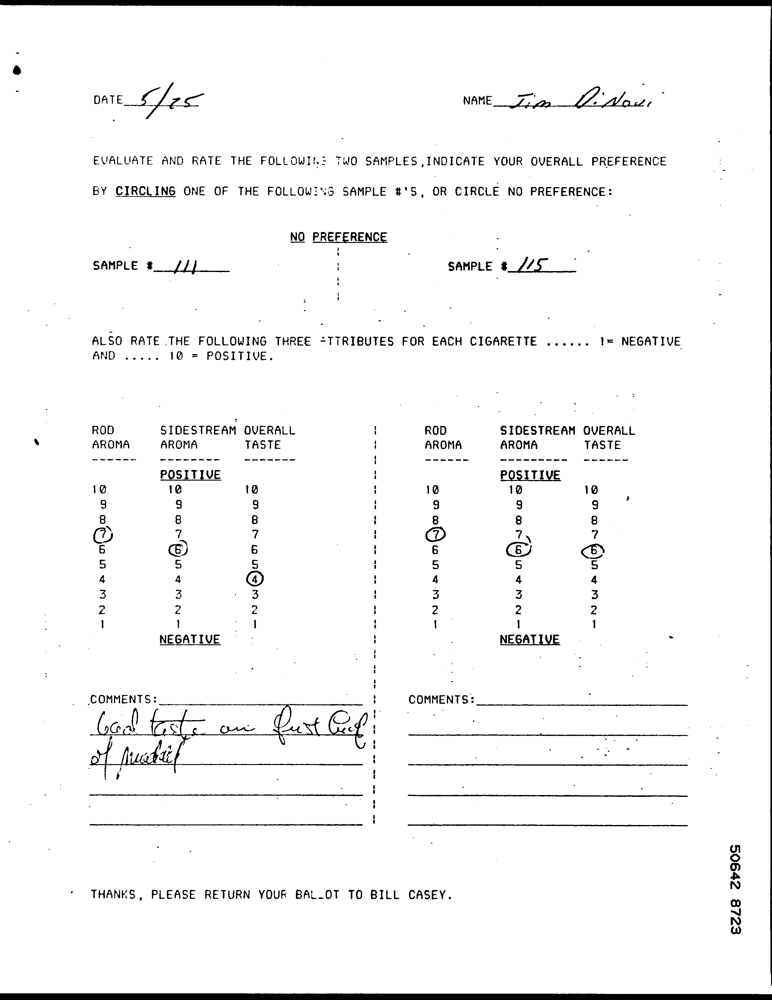 DATE 5/25 NAME Jim DiNovi
EVALUATE AND RATE THE FOLLOWING TWO SAMPLES, INDICATE YOUR OVERALL PREFERENCE
BY CIRCLING ONE OF THE FOLLOWING SAMPLE #'S, OR CIRCLE NO PREFERENCE:
NO PREFERENCE
SAMPLE # 111 SAMPLE # 115
ALSO RATE THE FOLLOWING THREE ATTRIBUTES FOR EACH CIGARETTE ...... 1= NEGATIVE
AND ..... 10 = POSITIVE.
ROD SIDESTREAM OVERALL ROD SIDESTREAM OVERALL
AROMA AROMA TASTE AROMA AROMA TASTE
POSITIVE POSITIVE
10 10 10 10 10 10
9 9 9 9 9 9
8 8 8 8 8 8
7 7 7 7 7 7
6 6 6 6 6 6
5 5 5 5 5 5
4 4 4 4 4 4
3 3 3 3 3 3
2 2 2 2 2 2
1 1 1 1 1 1
NEGATIVE NEGATIVE
COMMENTS: COMMENTS:
taste on first Puff
of
THANKS, PLEASE RETURN YOUR BALLOT TO BILL CASEY.
50642 8723